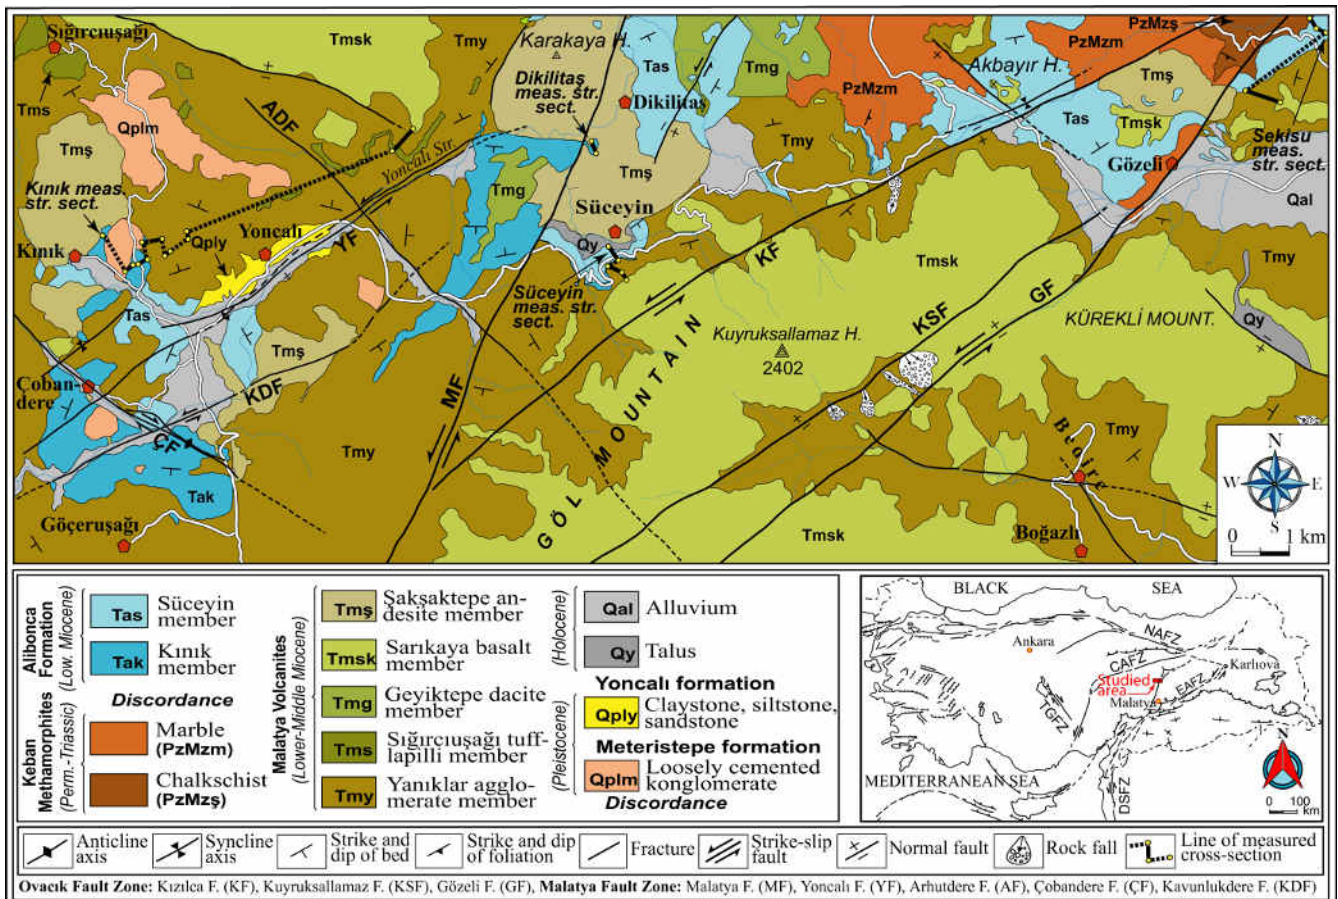 Sığırcıuşağı
Tmsk
Tmy
Karakaya H.
Dikilitaş
meas. str.
sect.
Tas
Tmg
Dikilitaş
PzMzm
PzMzş
PzMzm
Akbayır H.
Tmş
Tms
Qplm
ADF
Yoncalı Str.
Tmş
Tmg
Tmş
Tmy
Tas
Tmsk
Gözeli
Seklsu
meas.
str. sect.
Qal
Kınık meas.
str. sect.
Kınık
Qply
Yoncalı
YF
Süceyin
Qy
Süceyin
meas. str.
sect.
KF
Tmsk
KSF
GF
Tmy
Qy
KÜREKLİ MOUNT.
Kuyruksallamaz H.
2402
Tas
Tmş
Çoban-
dere
KDF
MF
ÇF
Tmy
Tak
Göçeruşağı
GÖL MOUNTAIN
Tmsk
Tmy
Boğazlı
N
W E
S
0 1 km
Alibonca
Formation
(Low. Miocene)
Tas Süceyin
member
Tak Kınık
member
Discordance
Keban
Metamorphites
(Perm.-Triassic)
Marble
(PzMzm)
Chalkschist
(PzMzş)
Malatya Volcanites
(Lower-Middle Miocene)
Tmş Sakşaktepe an-
desite member
Tmsk Sarıkaya basalt
member
Tmg Geyiktepe dacite
member
Tms Sığırcıuşağı tuff-
lapilli member
Tmy Yanıklar agglo-
merate member
(Holocene)
Qal Alluvium
Qy Talus
Yoncalı formation
(Pleistocene)
Qply Claystone, siltstone,
sandstone
Meteristepe formation
Qplm Loosely cemented
konglomerate
Discordance
BLACK SEA
Ankara
NAFZ
CAFZ
Karlıova
Studied
area
EAFZ
Malatya
TGFZ
MEDITERRANEAN SEA
DSFZ
N
0 100
km
Anticline
axis
Syncline
axis
Strike and
dip of bed
Strike and dip
of foliation
Fracture
Strike-slip
fault
Normal fault
Rock fall
Line of measured
cross-section
Ovacık Fault Zone: Kızılca F. (KF), Kuyruksallamaz F. (KSF), Gözeli F. (GF), Malatya Fault Zone: Malatya F. (MF), Yoncalı F. (YF), Arhutdere F. (AF), Çobandere F. (ÇF), Kavunlukdere F. (KDF)